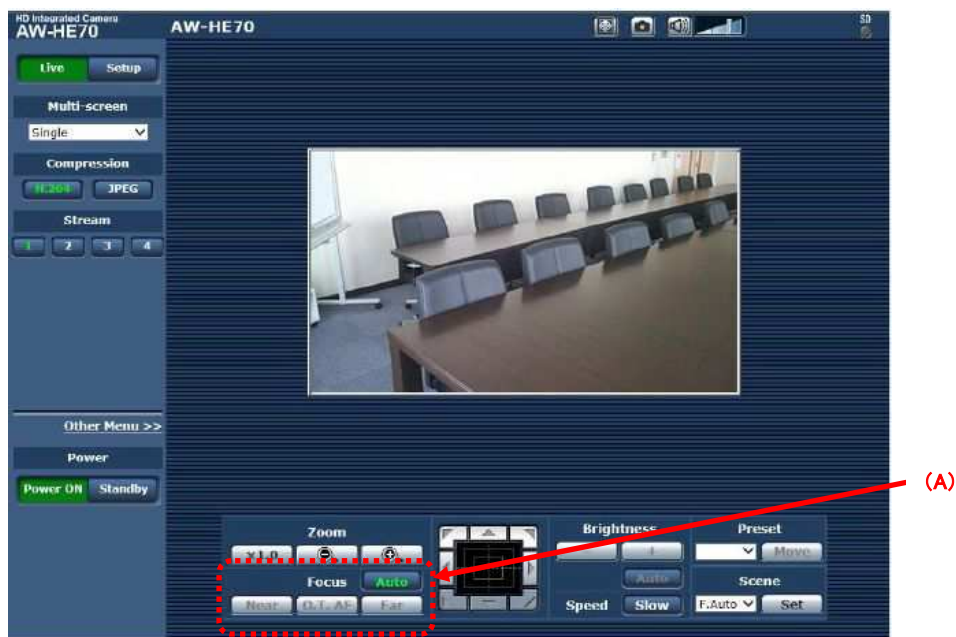 HD Integrated Camera
AW-HE70
AW-HE70
SD
Live Setup
Multi-screen
Single
Compression
H.264 JPEG
Stream
1 2 3 4
Other Menu >>
Power
Power ON Standby
(A)
Zoom
x1.0
Focus Auto
Near O.T. AF Far
Brightness
- +
Auto
Speed Slow
Preset
Move
Scene
F.Auto Set